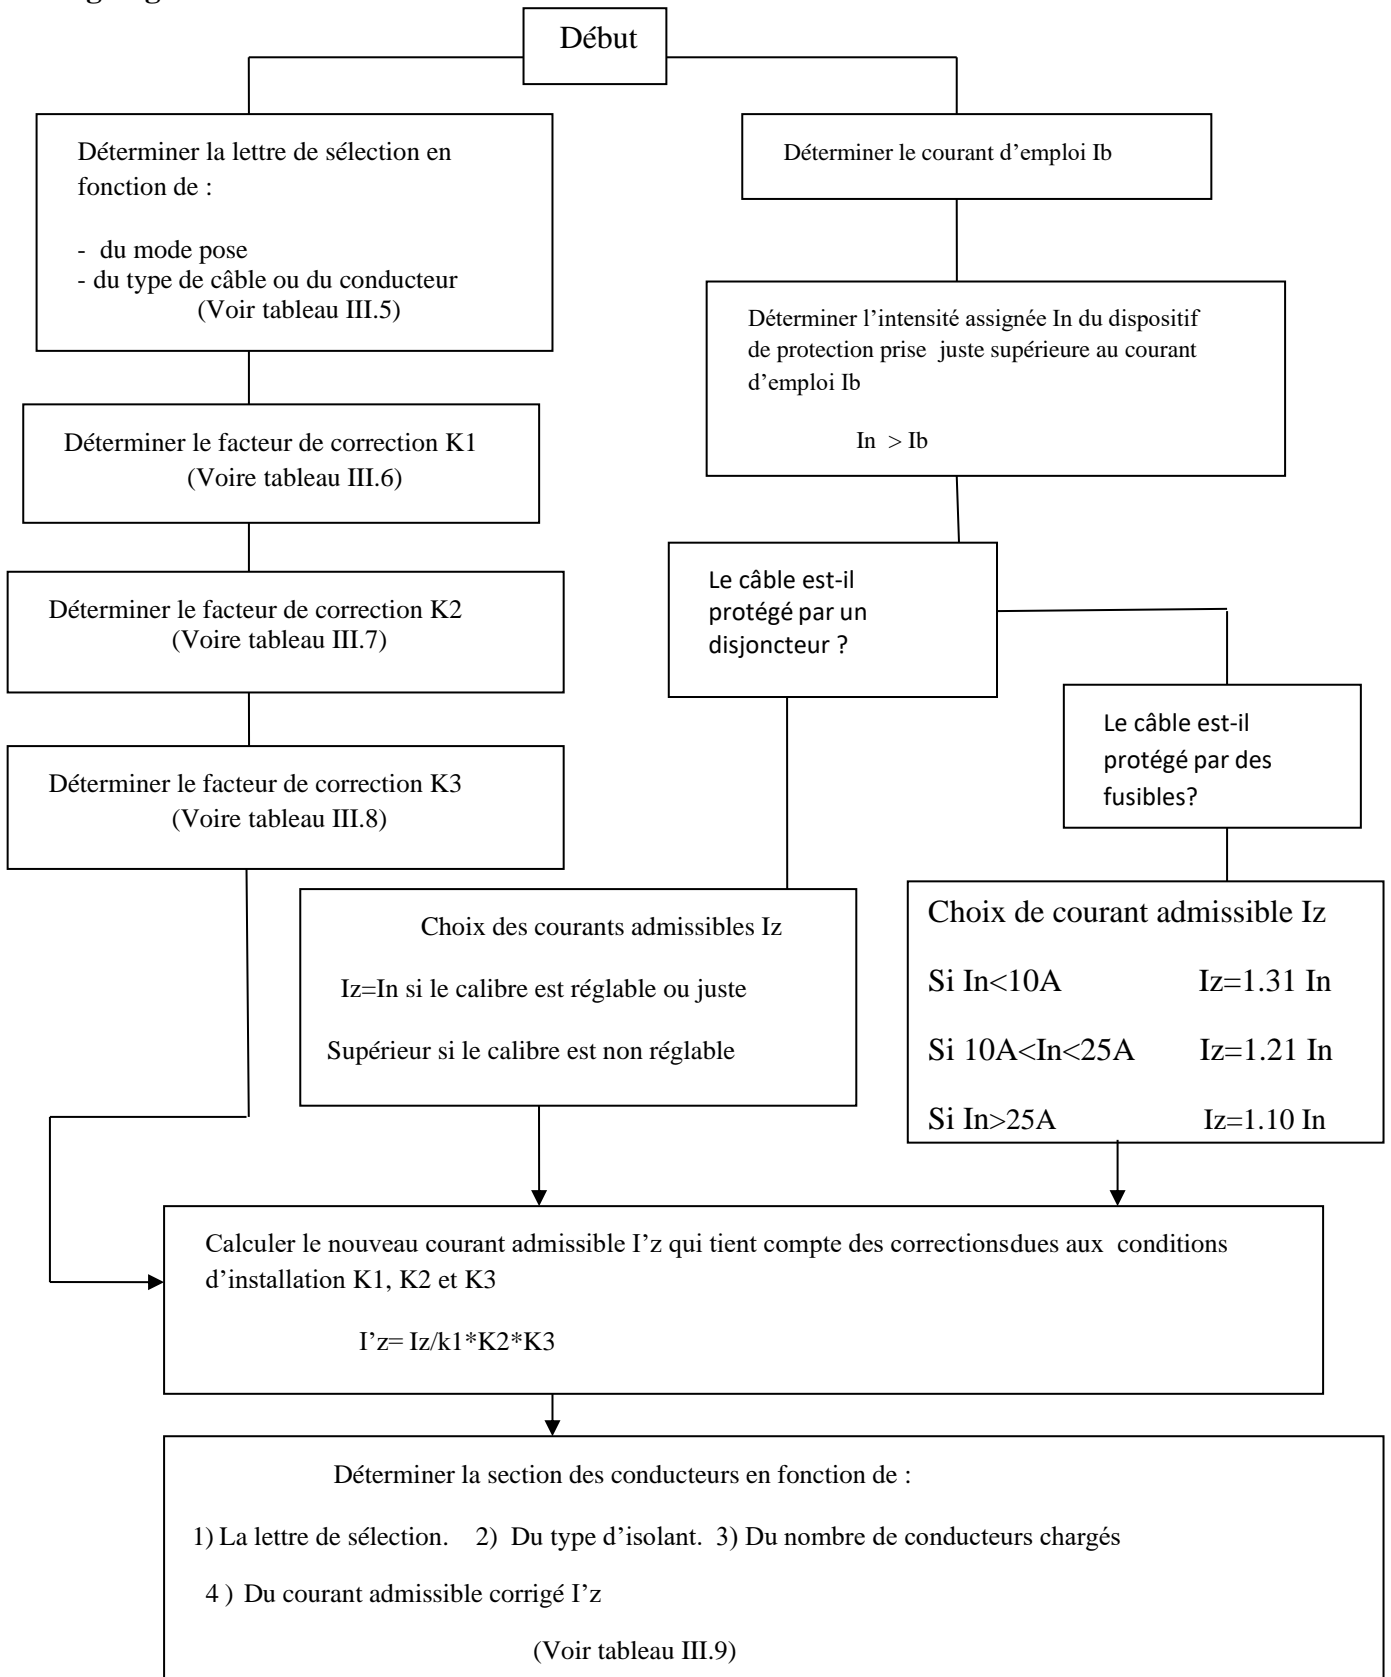 Début
Déterminer la lettre de sélection en
fonction de :
- du mode pose
- du type de câble ou du conducteur
(Voir tableau III.5)
Déterminer le facteur de correction K1
(Voire tableau III.6)
Déterminer le facteur de correction K2
(Voire tableau III.7)
Déterminer le facteur de correction K3
(Voire tableau III.8)
Déterminer le courant d’emploi Ib
Déterminer l’intensité assignée In du dispositif
de protection prise juste supérieure au courant
d’emploi Ib
In > Ib
Le câble est-il
protégé par un
disjoncteur ?
Le câble est-il
protégé par des
fusibles?
Choix des courants admissibles Iz
Iz=In si le calibre est réglable ou juste
Supérieur si le calibre est non réglable
Choix de courant admissible Iz
Si In<10A Iz=1.31 In
Si 10A<In<25A Iz=1.21 In
Si In>25A Iz=1.10 In
Calculer le nouveau courant admissible I’z qui tient compte des correctionsdues aux conditions
d’installation K1, K2 et K3
I’z= Iz/k1*K2*K3
Déterminer la section des conducteurs en fonction de :
1) La lettre de sélection. 2) Du type d’isolant. 3) Du nombre de conducteurs chargés
4 ) Du courant admissible corrigé I’z
(Voir tableau III.9)